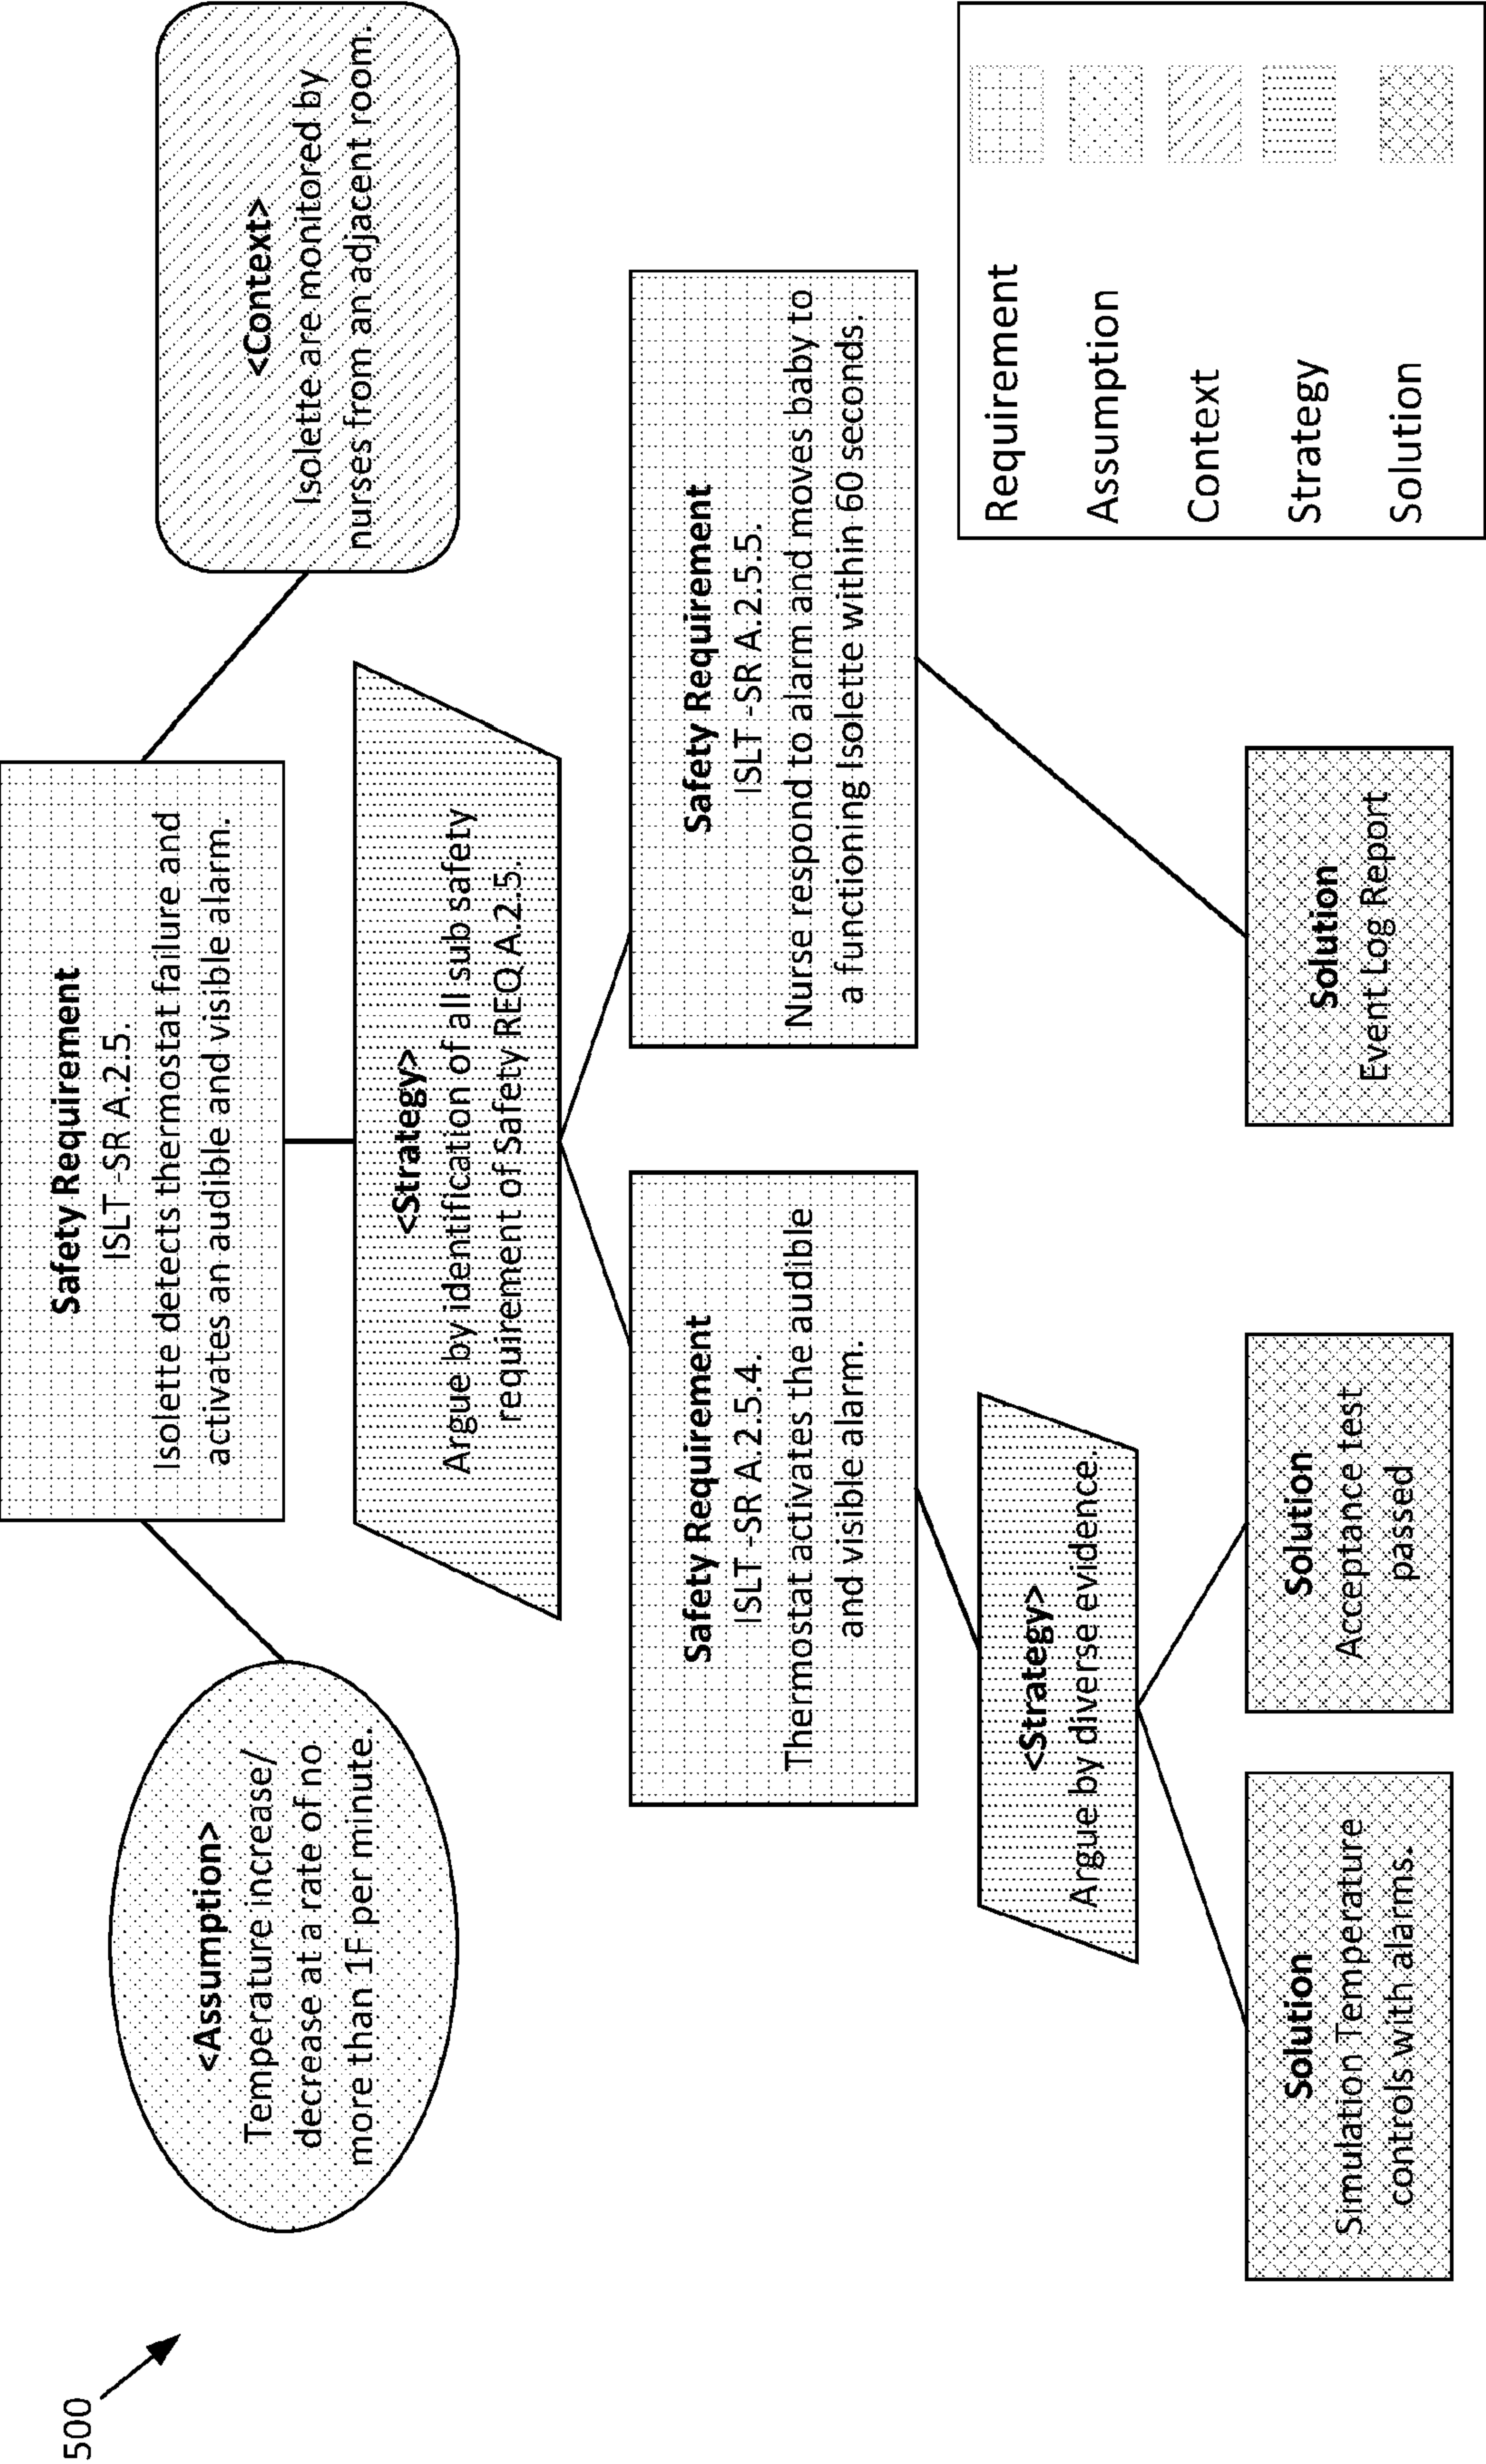 500
Safety Requirement
ISLT -SR A.2.5.
Isolette detects thermostat failure and
activates an audible and visible alarm.
<Assumption>
Temperature increase/
decrease at a rate of no
more than 1F per minute.
<Context>
Isolette are monitored by
nurses from an adjacent room.
<Strategy>
Argue by identification of all sub safety
requirement of Safety REQ A.2.5.
Safety Requirement
ISLT -SR A.2.5.4.
Thermostat activates the audible
and visible alarm.
Safety Requirement
ISLT -SR A.2.5.5.
Nurse respond to alarm and moves baby to
a functioning Isolette within 60 seconds.
<Strategy>
Argue by diverse evidence.
Solution
Simulation Temperature
controls with alarms.
Solution
Acceptance test
passed
Solution
Event Log Report
Requirement
Assumption
Context
Strategy
Solution